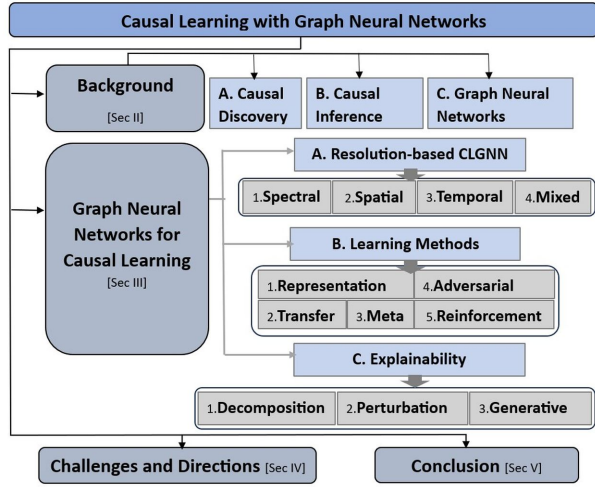 Causal Learning with Graph Neural Networks
Background
[Sec II]
A. Causal
Discovery
B. Causal
Inference
C. Graph Neural
Networks
Graph Neural
Networks for
Causal Learning
[Sec III]
A. Resolution-based CLGNN
1.Spectral
2.Spatial
3.Temporal
4.Mixed
B. Learning Methods
1.Representation
4.Adversarial
2.Transfer
3.Meta
5.Reinforcement
C. Explainability
1.Decomposition
2.Perturbation
3.Generative
Challenges and Directions [Sec IV]
Conclusion [Sec V]